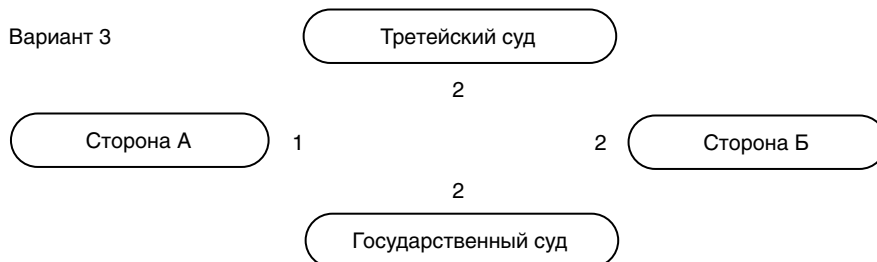 Вариант 3
Третейский суд
2
Сторона А
1
2
Сторона Б
2
Государственный суд